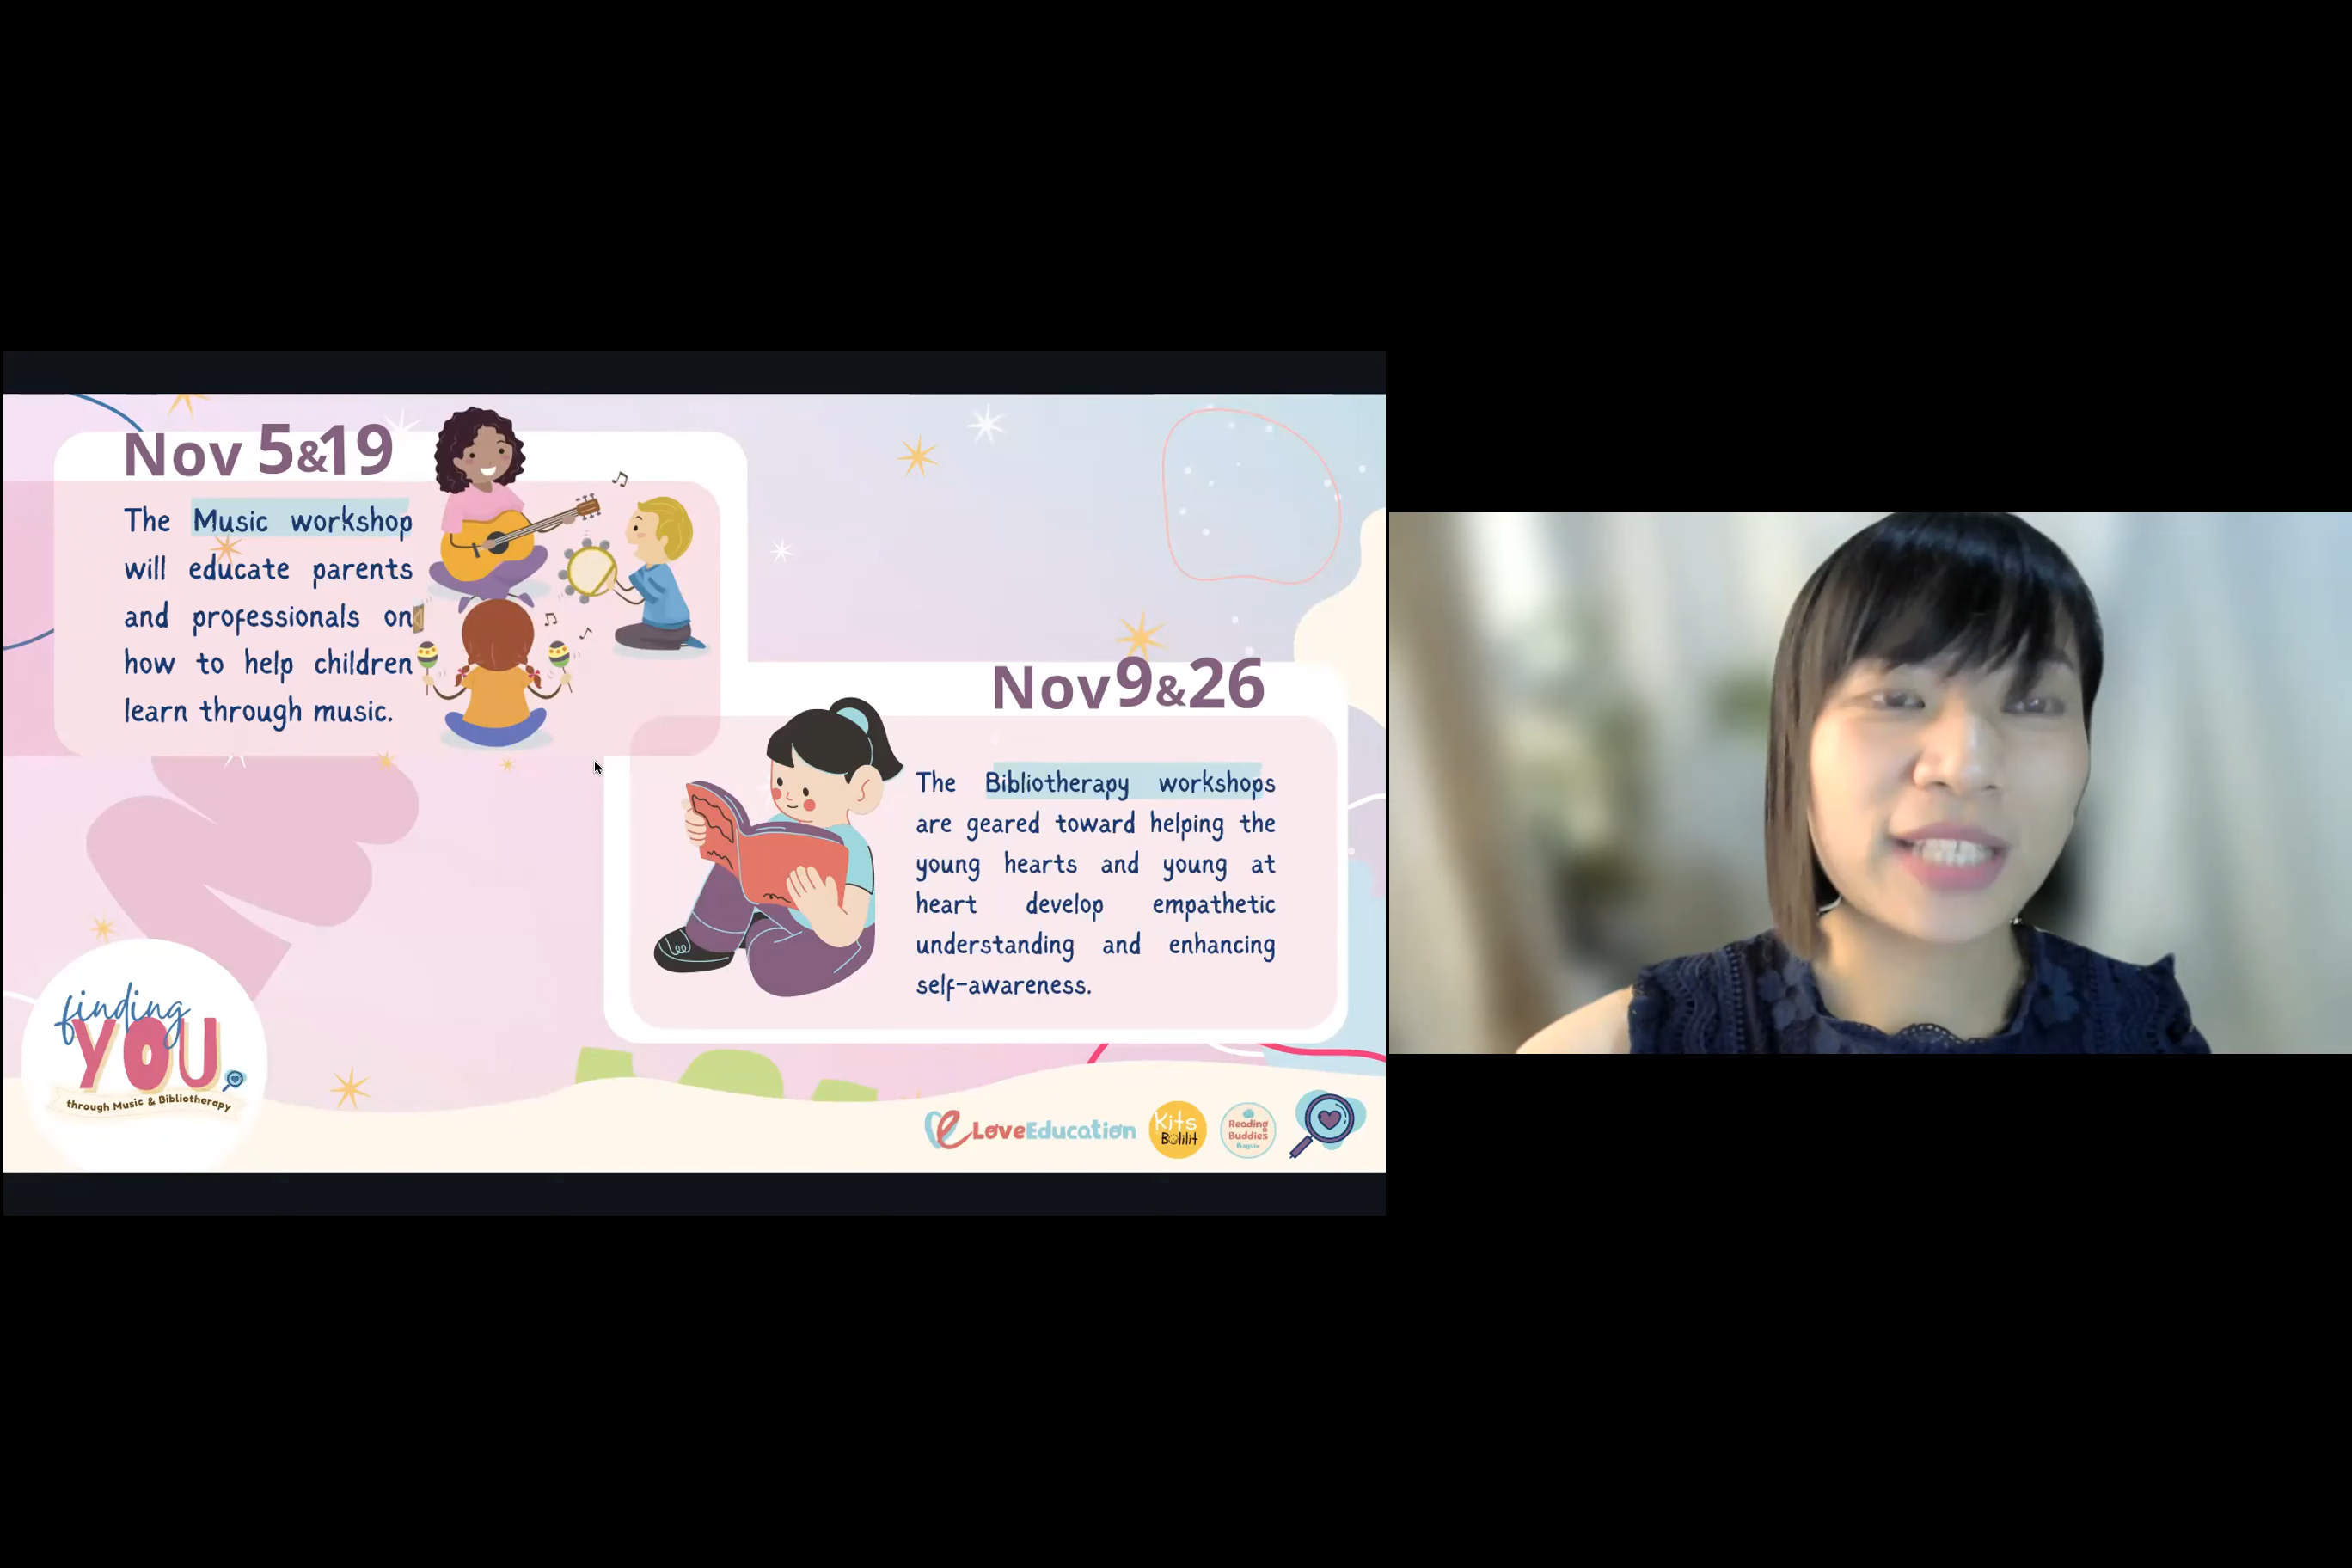 Nov 5&19
The Music workshop
will educate parents
and professionals on
how to help children
learn through music.
Nov 9&26
The Bibliotherapy workshops
are geared toward helping the
young hearts and young at
heart develop empathetic
understanding and enhancing
self-awareness.
finding
YOU
through Music & Bibliotherapy
LoveEducation
Kits
Bolilit
Reading
Buddies
Baguio